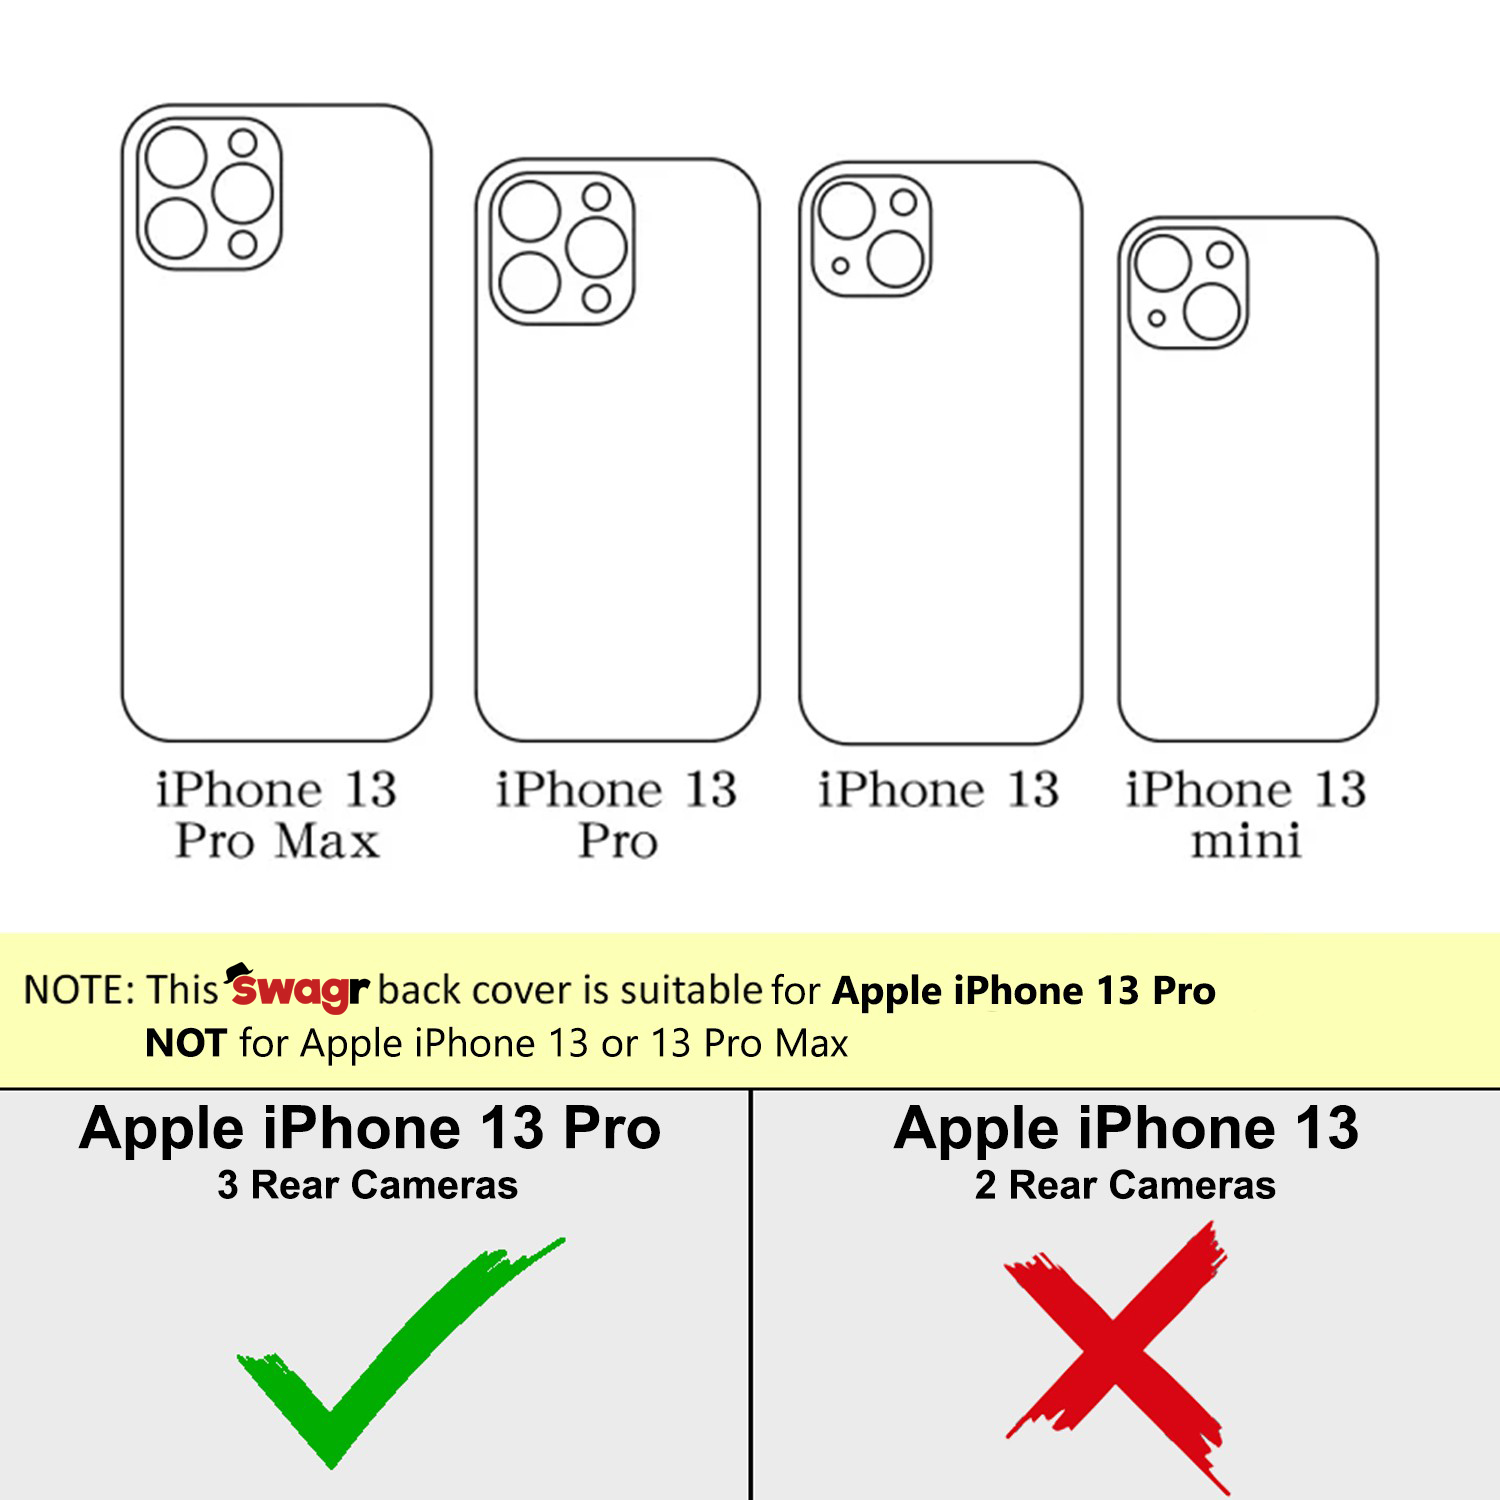 iPhone 13
Pro Max
iPhone 13
Pro
iPhone 13
iPhone 13
mini
NOTE: This swagr back cover is suitable for Apple iPhone 13 Pro
NOT for Apple iPhone 13 or 13 Pro Max
Apple iPhone 13 Pro
3 Rear Cameras
Apple iPhone 13
2 Rear Cameras